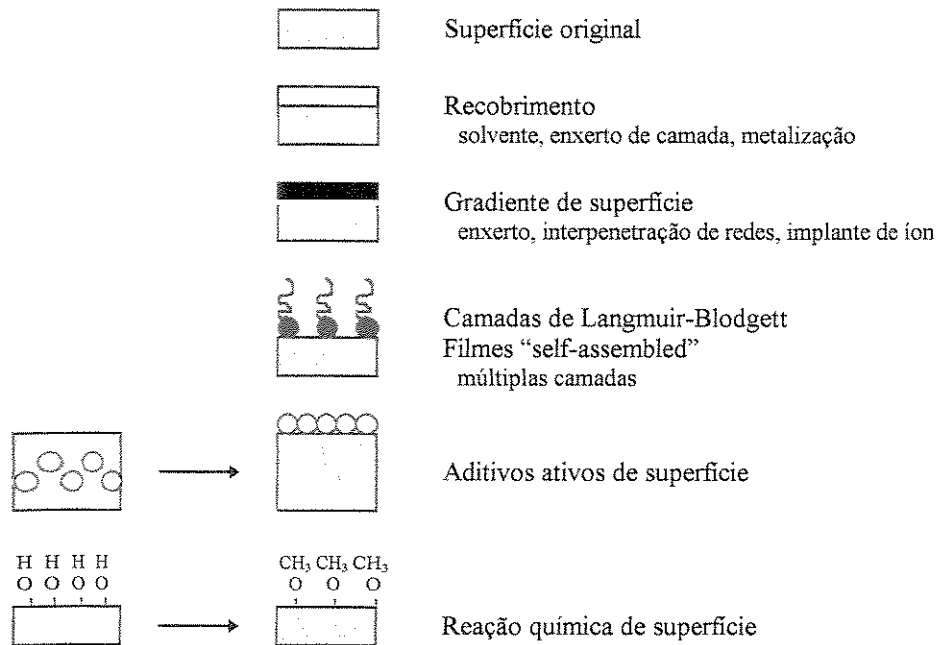 Superfície original
Recobrimento
solvente, enxerto de camada, metalização
Gradiente de superfície
enxerto, interpenetração de redes, implante de íon
Camadas de Langmuir-Blodgett
Filmes “self-assembled”
múltiplas camadas
Aditivos ativos de superfície
H H H H
O O O O
CH₃ CH₃ CH₃
O O O
Reação química de superfície